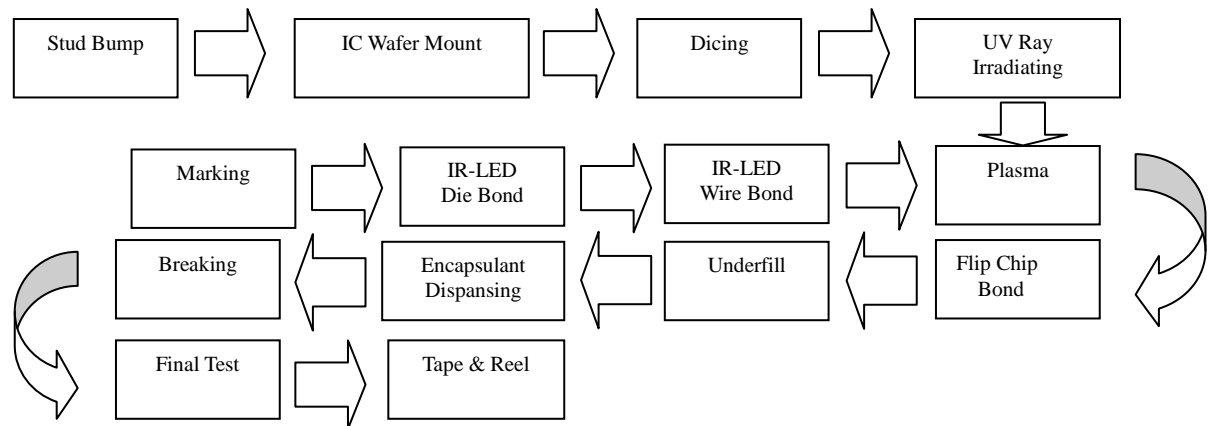 Stud Bump
IC Wafer Mount
Dicing
UV Ray
Irradiating
Marking
IR-LED
Die Bond
IR-LED
Wire Bond
Plasma
Breaking
Encapsulant
Dispansing
Underfill
Flip Chip
Bond
Final Test
Tape & Reel